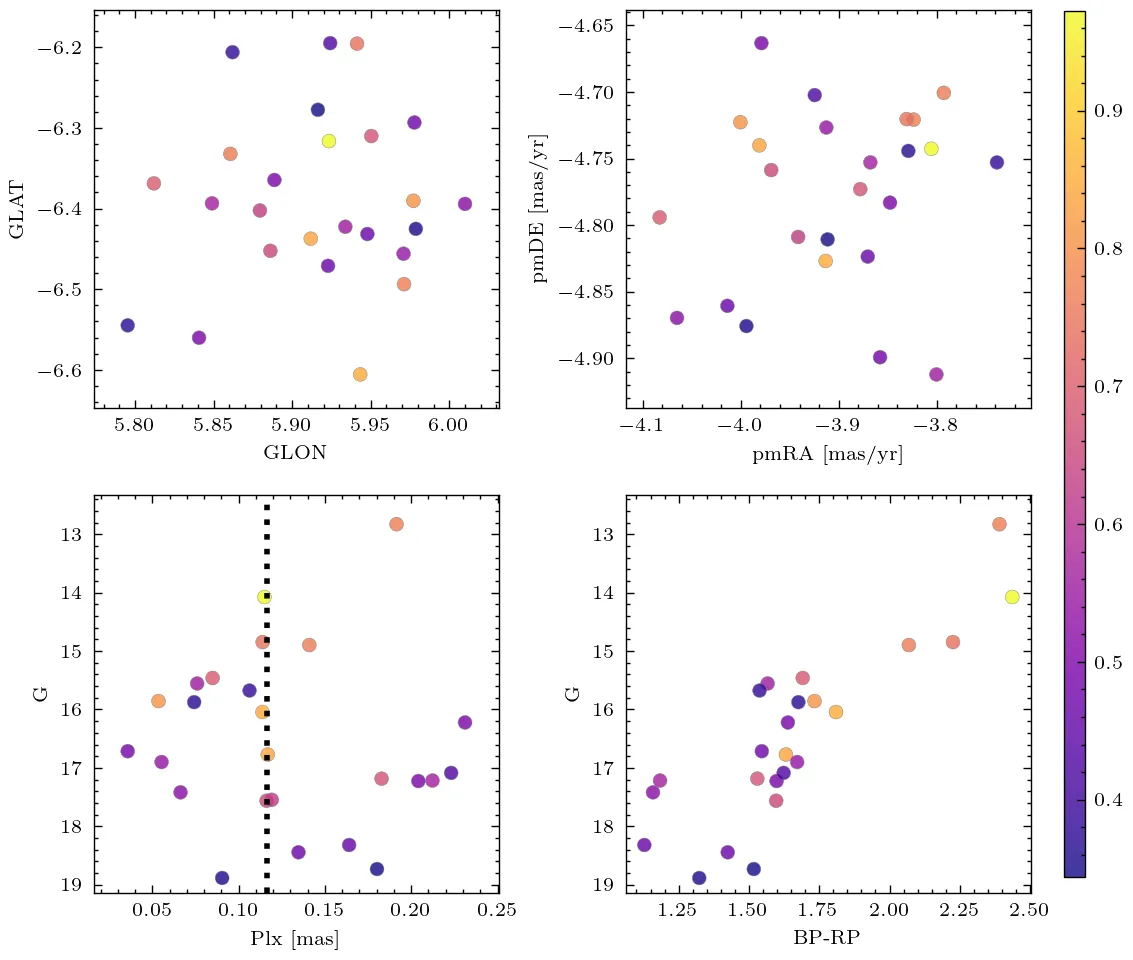 −6.2
−6.3
−6.4
−6.5
−6.6
GLAT
5.80 5.85 5.90 5.95 6.00
GLON
−4.65
−4.70
−4.75
−4.80
−4.85
−4.90
pmDE [mas/yr]
−4.1 −4.0 −3.9 −3.8
pmRA [mas/yr]
0.9
0.8
0.7
0.6
0.5
0.4
13
14
15
16
17
18
19
G
0.05 0.10 0.15 0.20 0.25
Plx [mas]
13
14
15
16
17
18
19
G
1.25 1.50 1.75 2.00 2.25 2.50
BP-RP